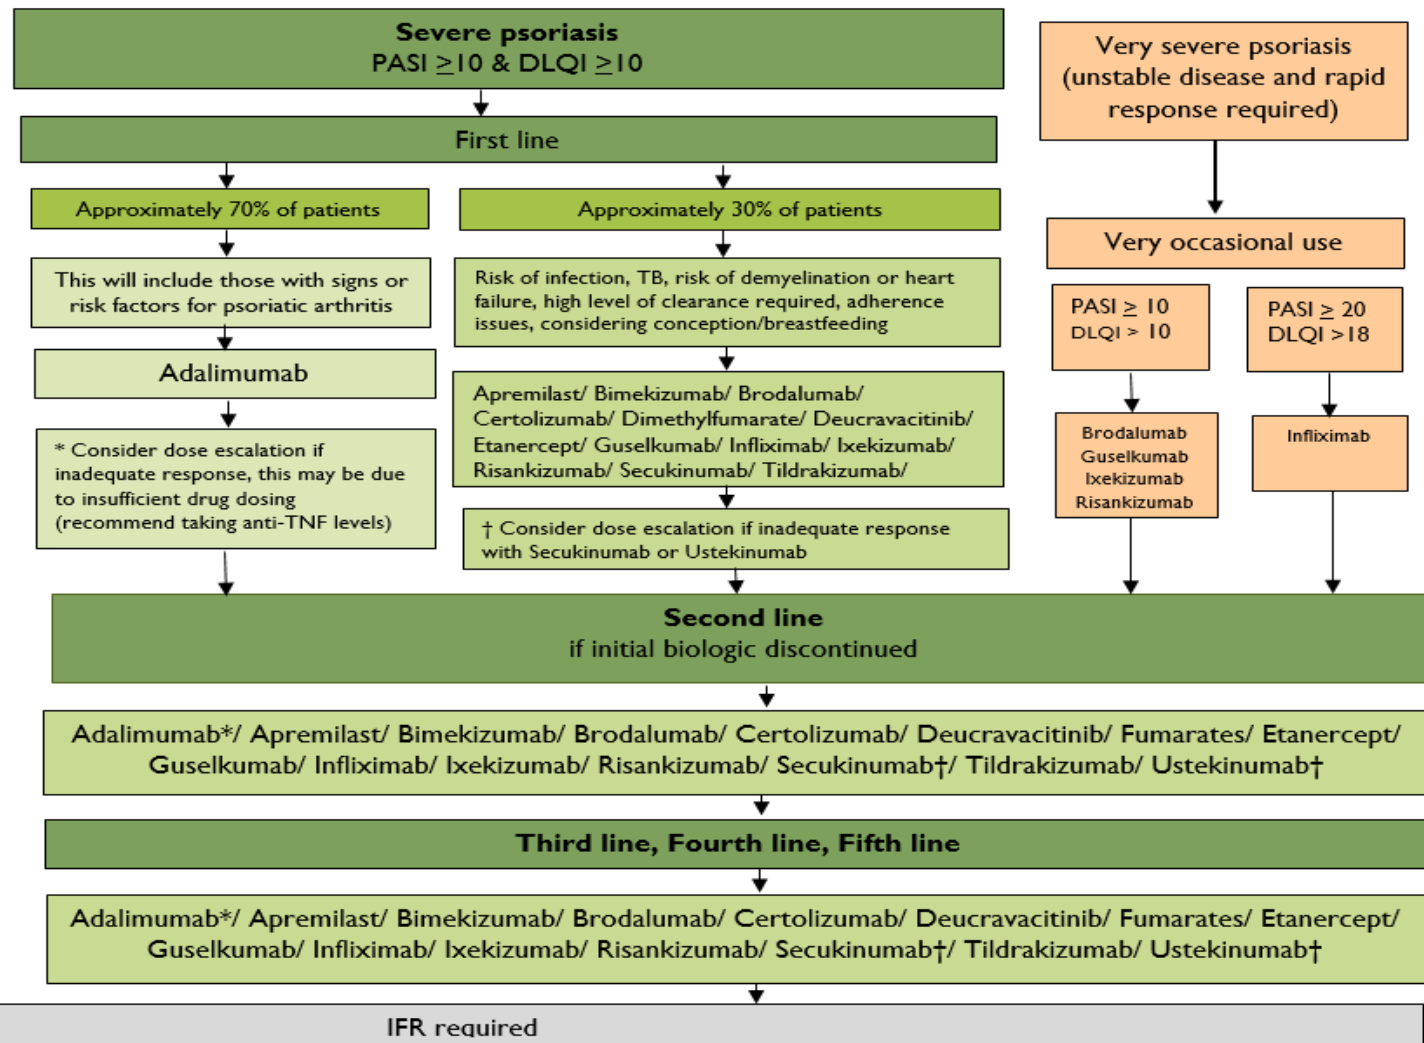 Severe psoriasis
PASI ≥10 & DLQI ≥10
First line
Approximately 70% of patients
This will include those with signs or
risk factors for psoriatic arthritis
Adalimumab
* Consider dose escalation if
inadequate response, this may be due
to insufficient drug dosing
(recommend taking anti-TNF levels)
Approximately 30% of patients
Risk of infection, TB, risk of demyelination or heart
failure, high level of clearance required, adherence
issues, considering conception/breastfeeding
Apremilast/ Bimekizumab/ Brodalumab/
Certolizumab/ Dimethylfumarate/ Deucravacitinib/
Etanercept/ Guselkumab/ Infliximab/ Ixekizumab/
Risankizumab/ Secukinumab/ Tildrakizumab/
† Consider dose escalation if inadequate response
with Secukinumab or Ustekinumab
Very severe psoriasis
(unstable disease and rapid
response required)
Very occasional use
PASI ≥ 10
DLQI > 10
Brodalumab
Guselkumab
Ixekizumab
Risankizumab
PASI ≥ 20
DLQI >18
Infliximab
Second line
if initial biologic discontinued
Adalimumab*/ Apremilast/ Bimekizumab/ Brodalumab/ Certolizumab/ Deucravacitinib/ Fumarates/ Etanercept/
Guselkumab/ Infliximab/ Ixekizumab/ Risankizumab/ Secukinumab†/ Tildrakizumab/ Ustekinumab†
Third line, Fourth line, Fifth line
Adalimumab*/ Apremilast/ Bimekizumab/ Brodalumab/ Certolizumab/ Deucravacitinib/ Fumarates/ Etanercept/
Guselkumab/ Infliximab/ Ixekizumab/ Risankizumab/ Secukinumab†/ Tildrakizumab/ Ustekinumab†
IFR required